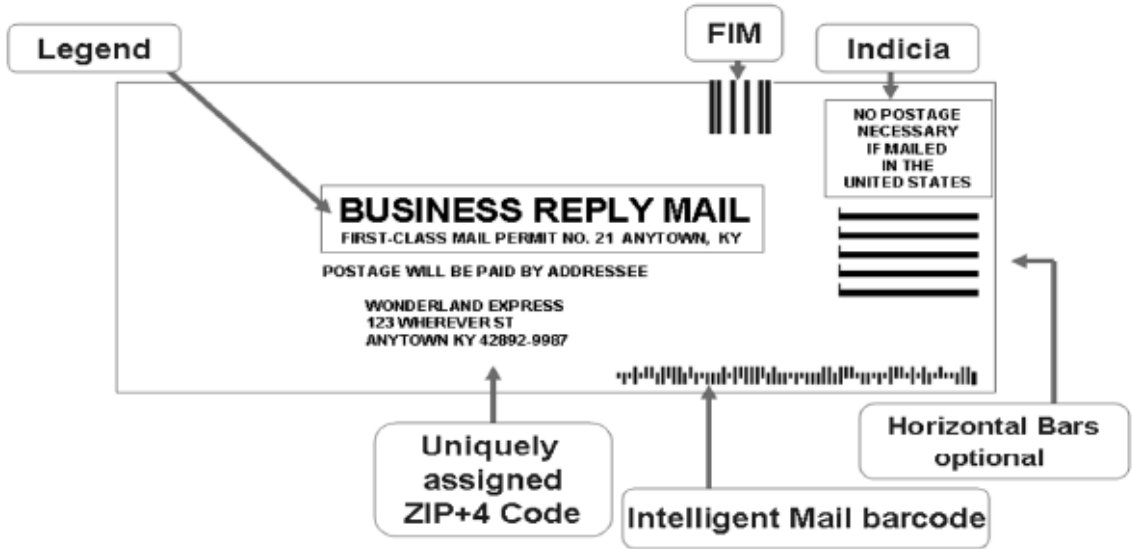 FIM
Legend
Indicia
NO POSTAGE
NECESSARY
IF MAILED
IN THE
UNITED STATES
BUSINESS REPLY MAIL
FIRST-CLASS MAIL PERMIT NO. 21 ANYTOWN, KY
POSTAGE WILL BE PAID BY ADDRESSEE
WONDERLAND EXPRESS
123 WHEREVER ST
ANYTOWN KY 42892-9987
Horizontal Bars
optional
Uniquely
assigned
ZIP+4 Code
Intelligent Mail barcode